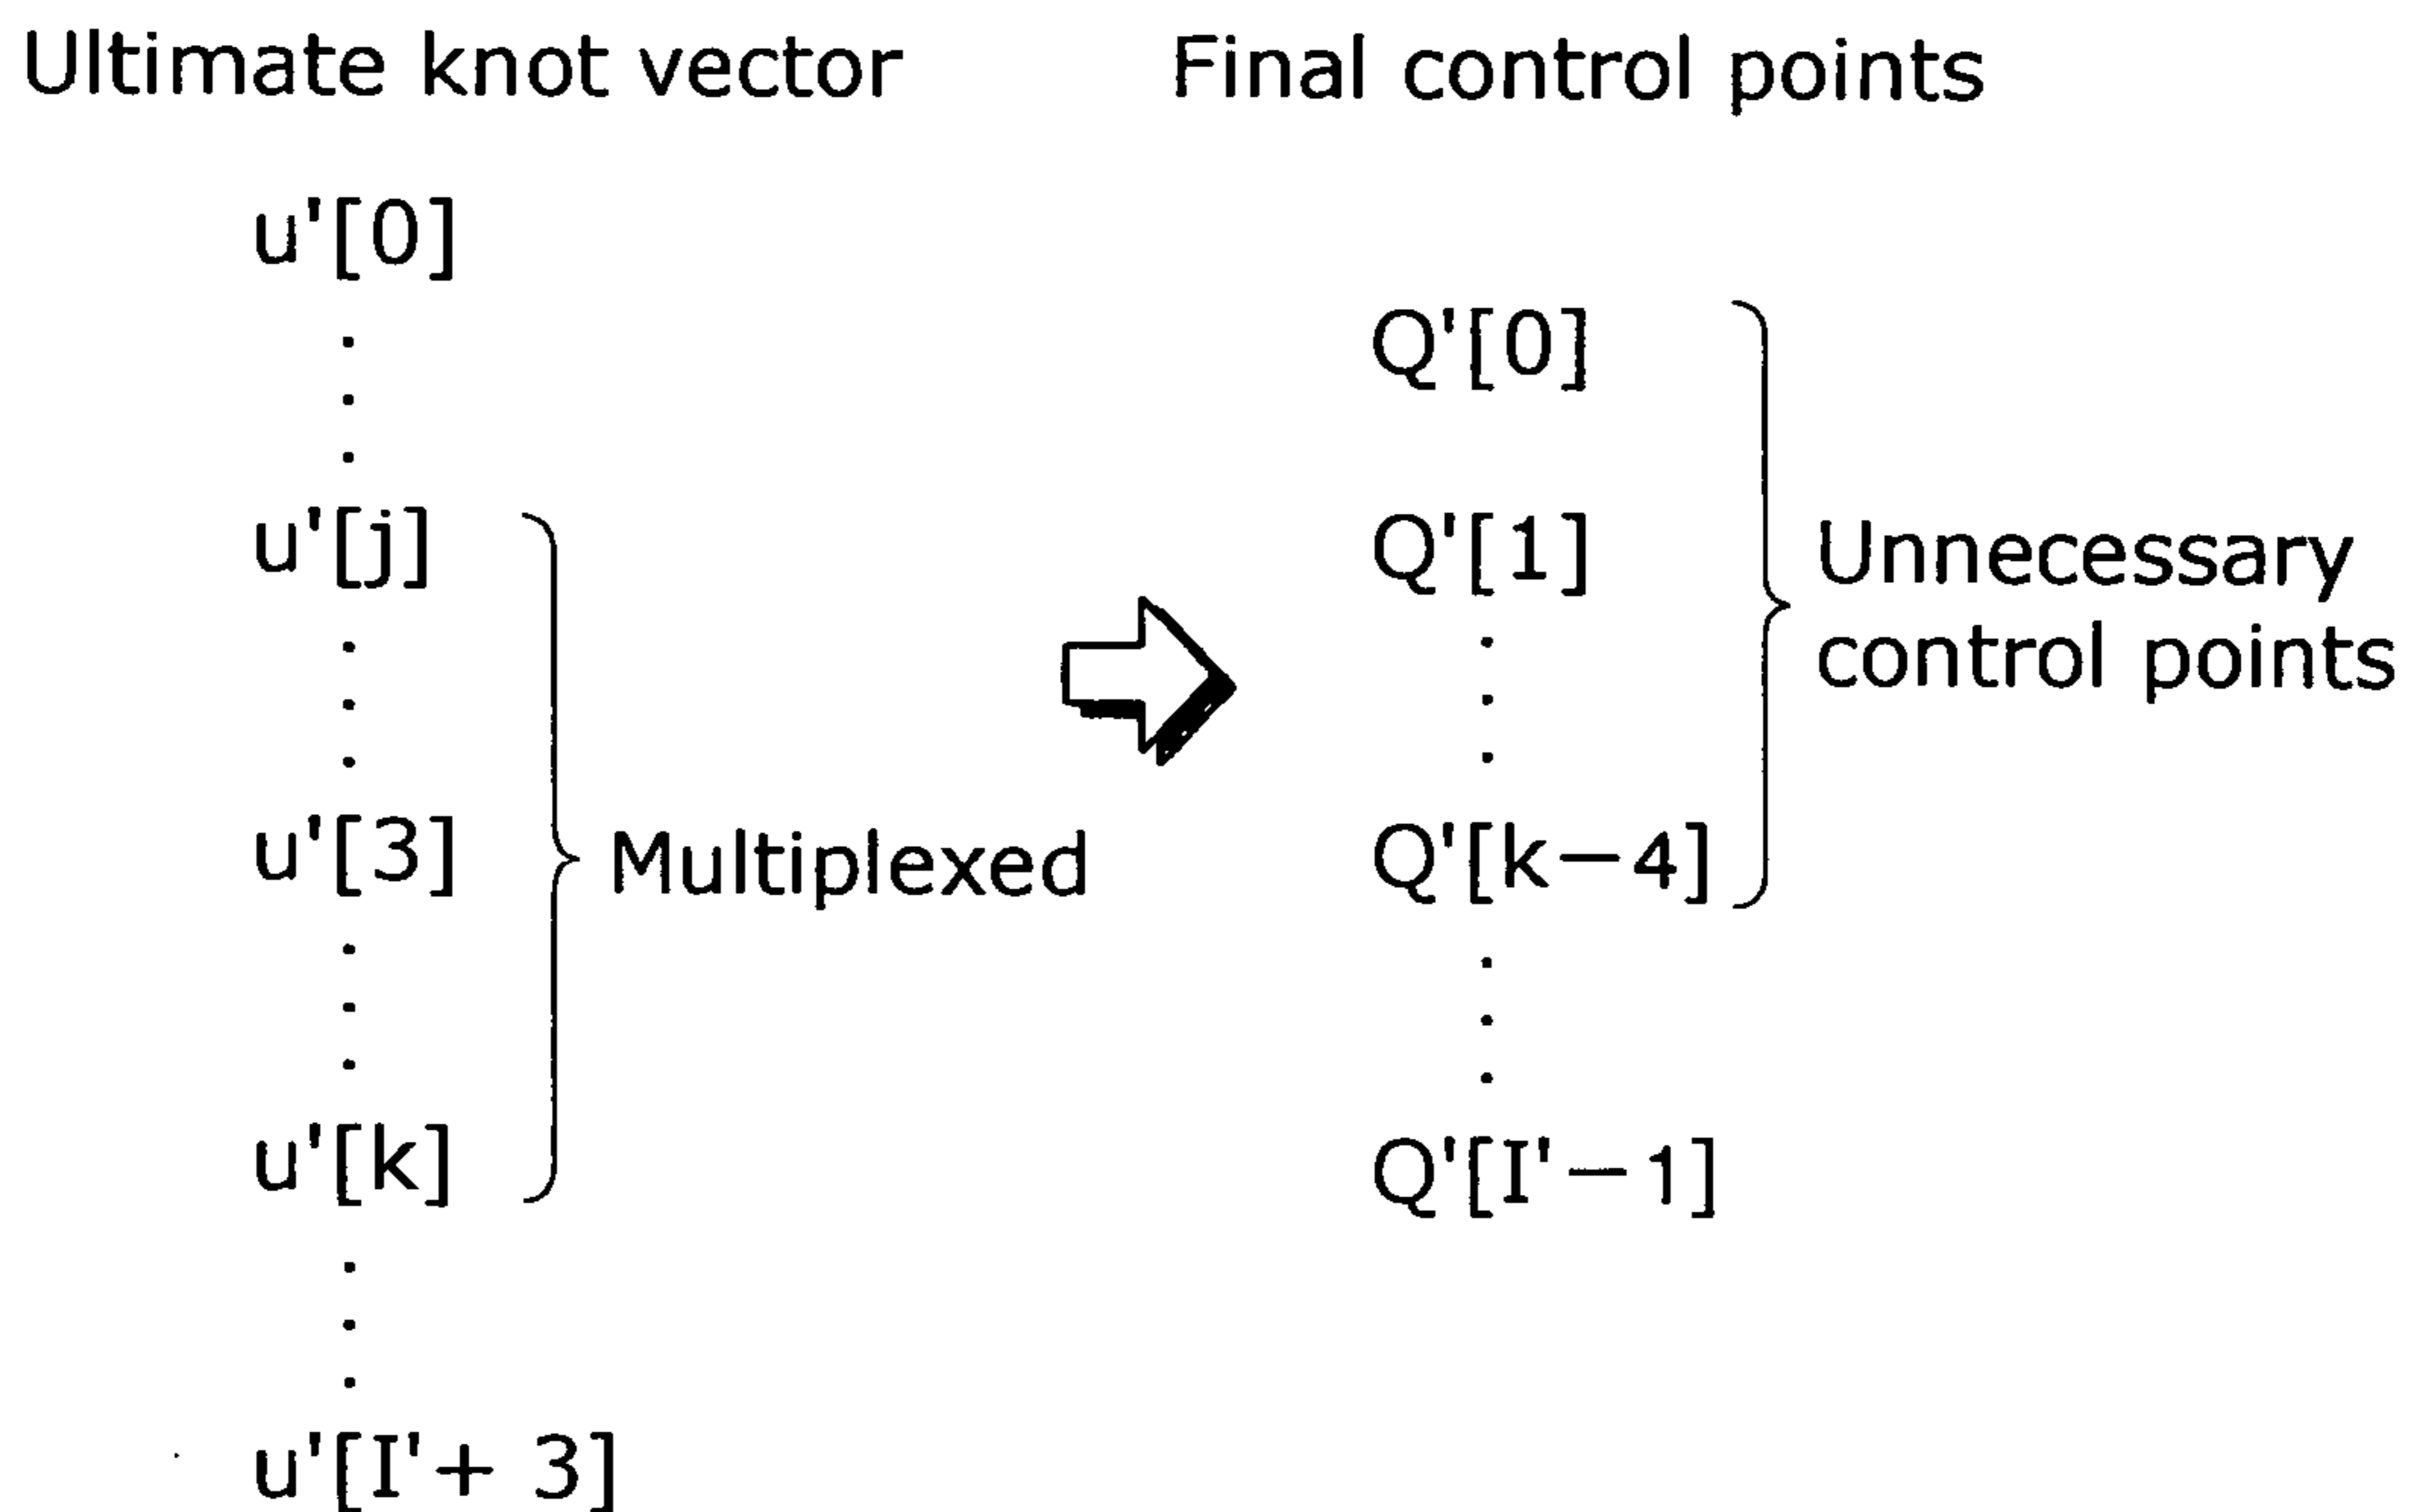 Ultimate knot vector
u'[0]
.
.
.
u'[j]
.
.
.
u'[3]
.
.
.
u'[k]
.
.
.
u'[I'+ 3]
Multiplexed
Final control points
Q'[0]
Q'[1]
.
.
.
Q'[k−4]
.
.
.
Q'[I'−1]
Unnecessary
control points